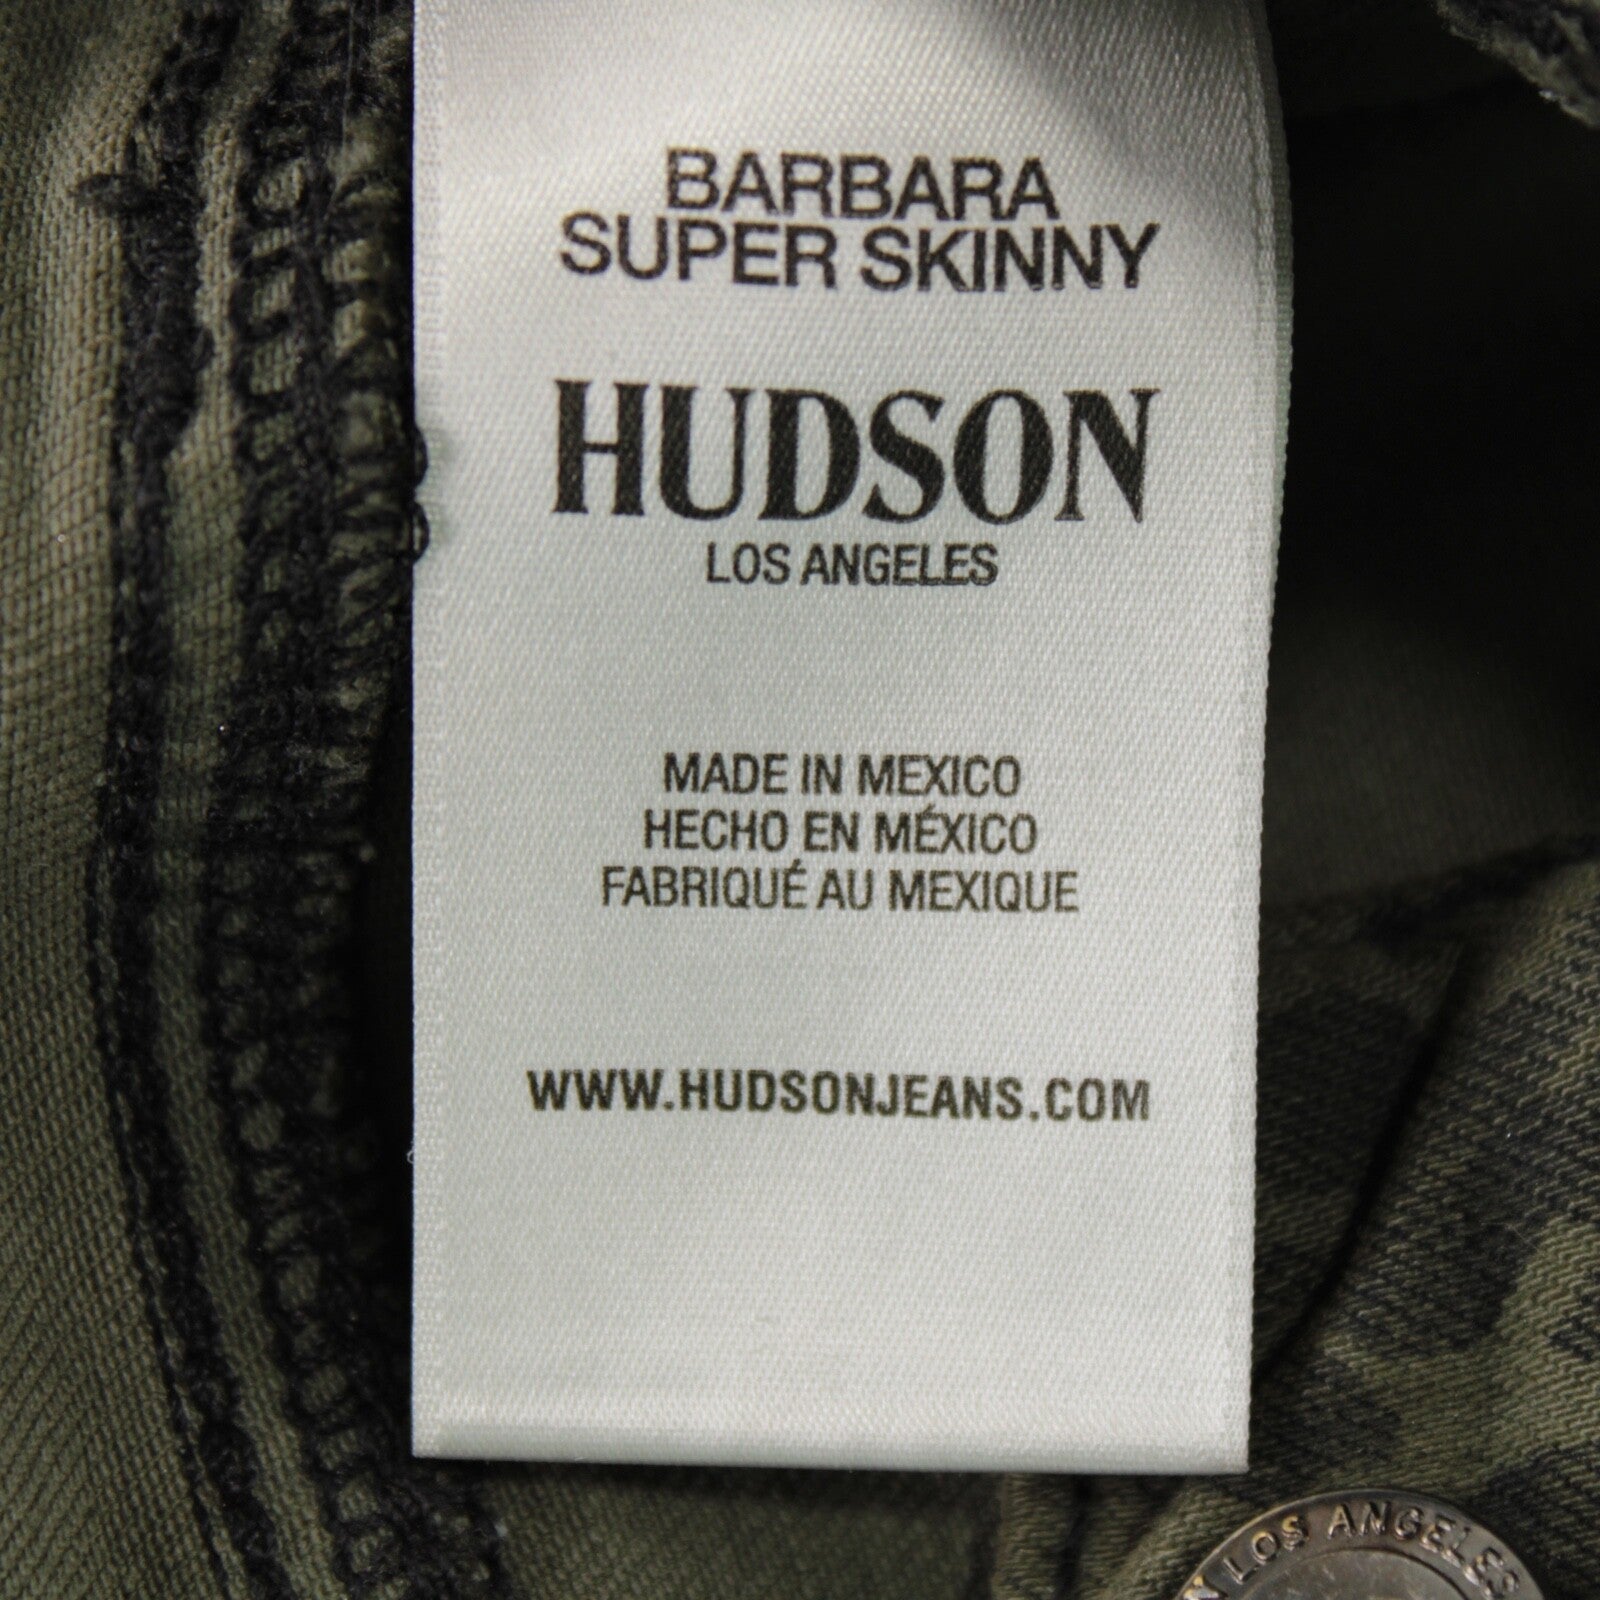 BARBARA
SUPER SKINNY
HUDSON
LOS ANGELES
MADE IN MEXICO
HECHO EN MÉXICO
FABRIQUÉ AU MEXIQUE
WWW.HUDSONJEANS.COM
N LOS ANGELES